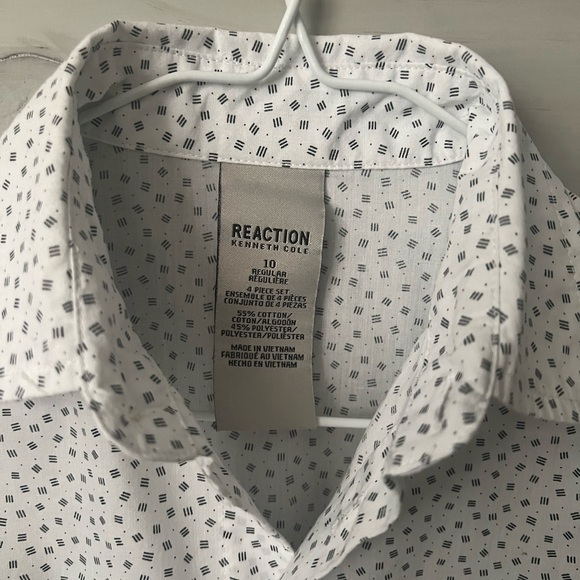 REACTION
KENNETH COLE
10
REGULAR
RÉGULIÈRE
4 PIECE SET
ENSEMBLE DE 4 PIÈCES
CONJUNTO DE 4 PIEZAS
55% COTTON/
COTON/ALGODÓN
45% POLYESTER/
POLYESTER/POLIÉSTER
MADE IN VIETNAM
FABRIQUÉ AU VIETNAM
HECHO EN VIETNAM